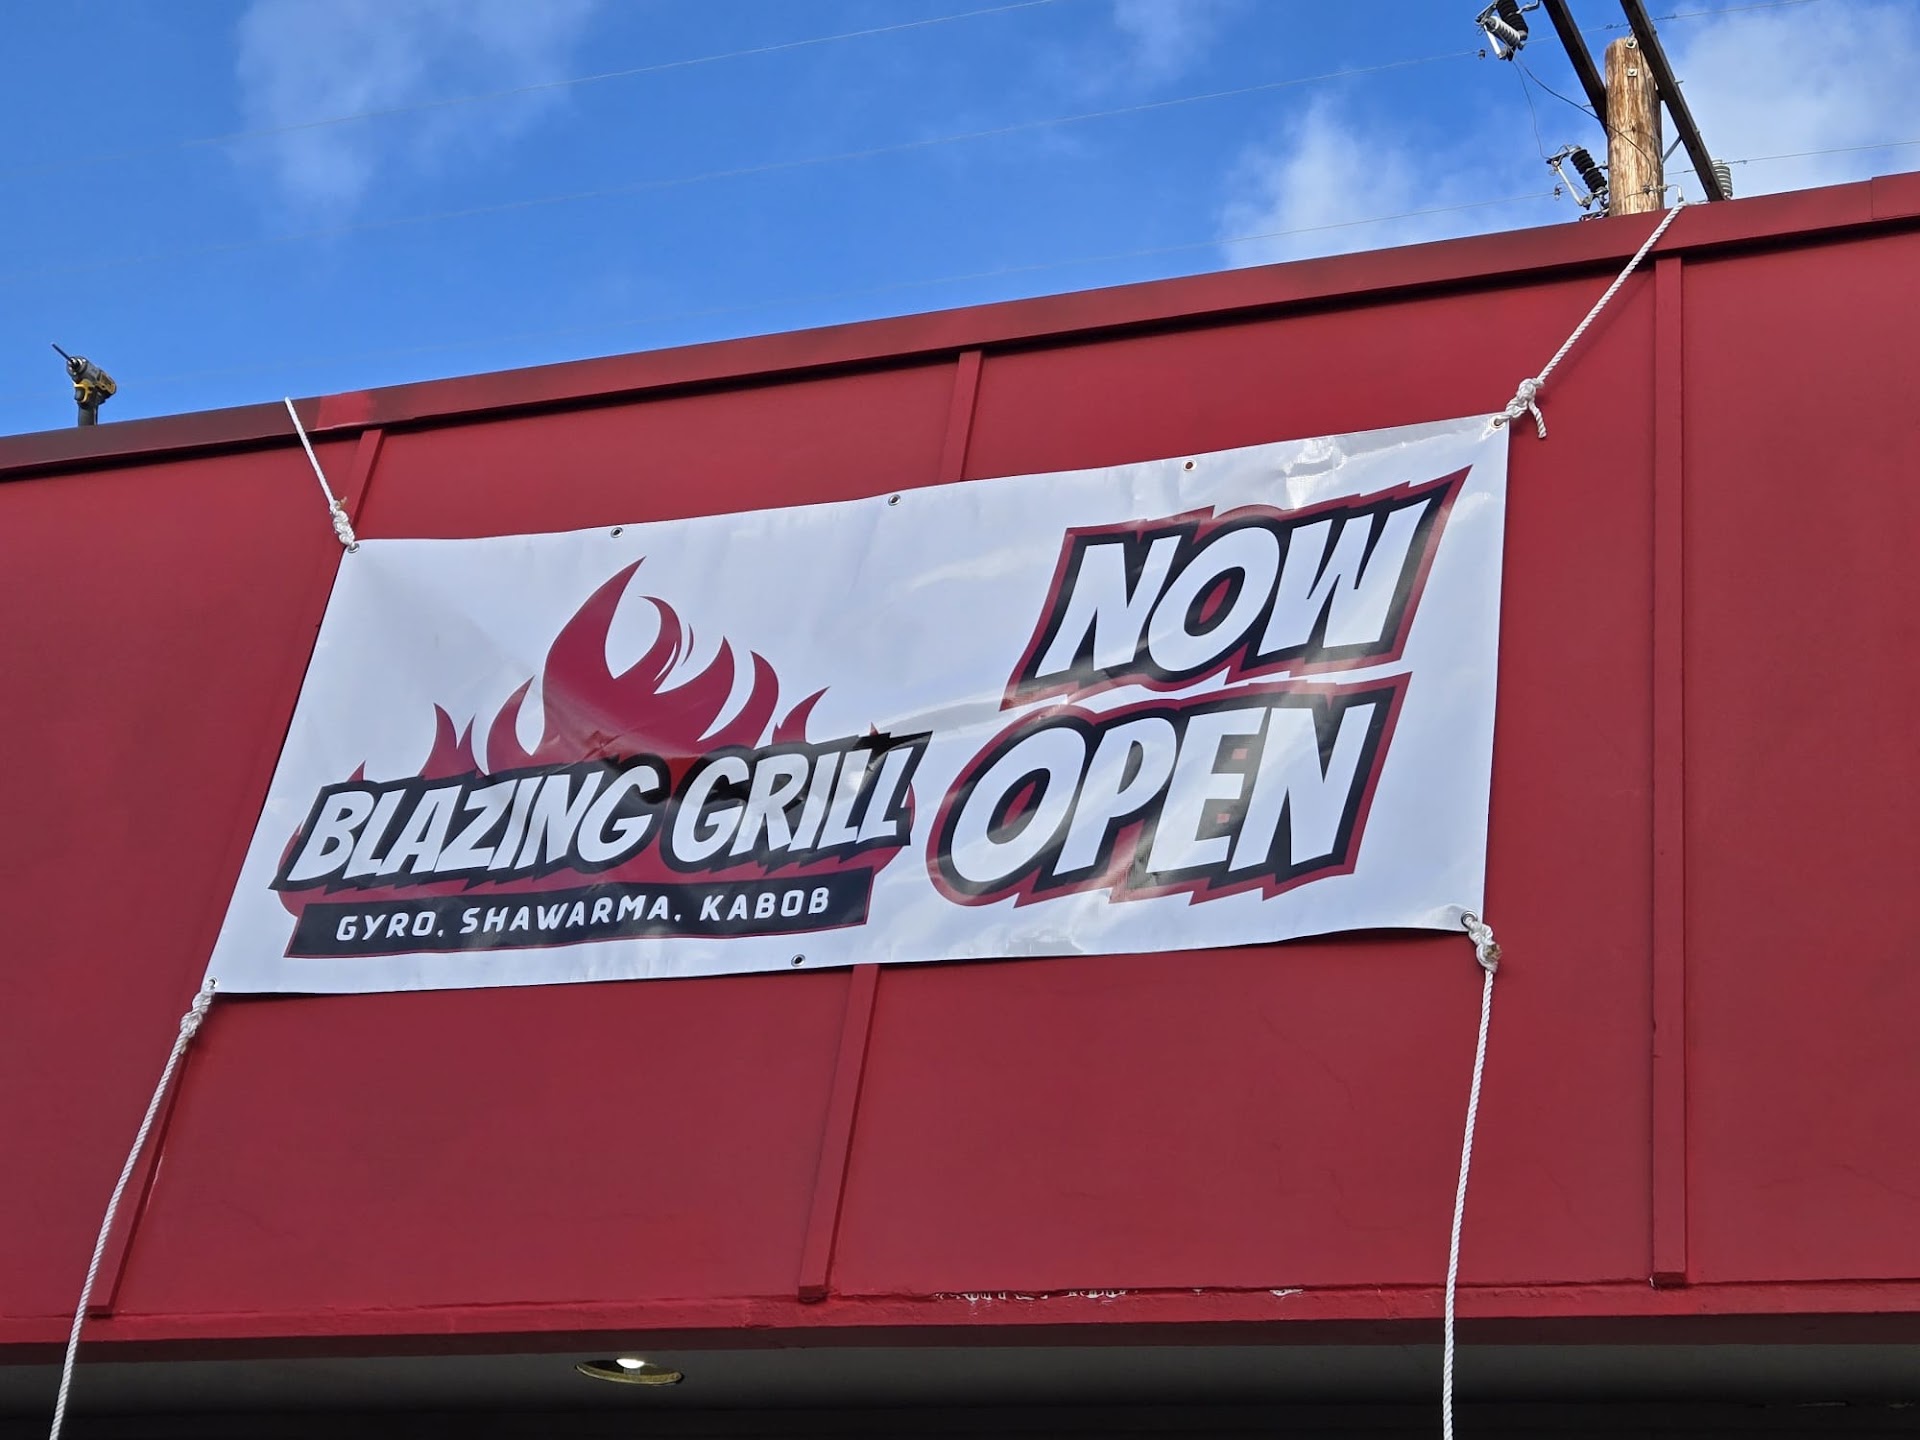 BLAZING GRILL
GYRO, SHAWARMA, KABOB
NOW
OPEN